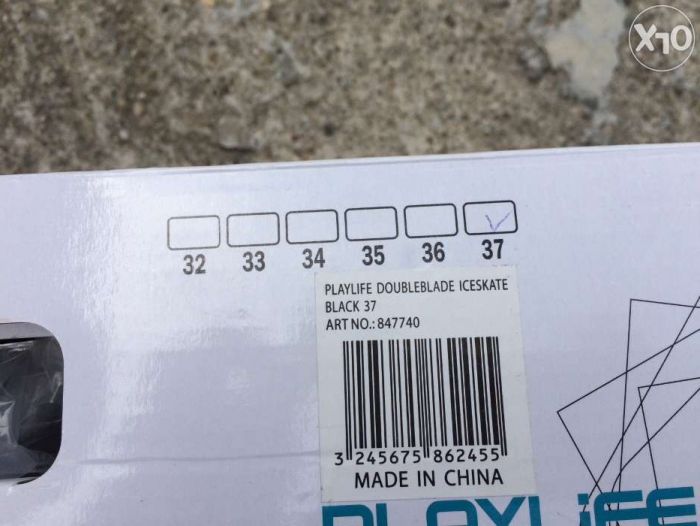 OLX
32 33 34 35 36 37
PLAYLIFE DOUBLEBLADE ICESKATE
BLACK 37
ART NO.:847740
3 245675 862455
MADE IN CHINA
PLAYLiFE